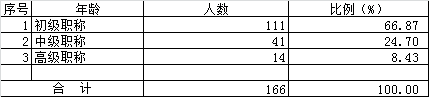 序号 年龄 人数 比例（%）
1 初级职称 111 66.87
2 中级职称 41 24.70
3 高级职称 14 8.43
合 计 166 100.00